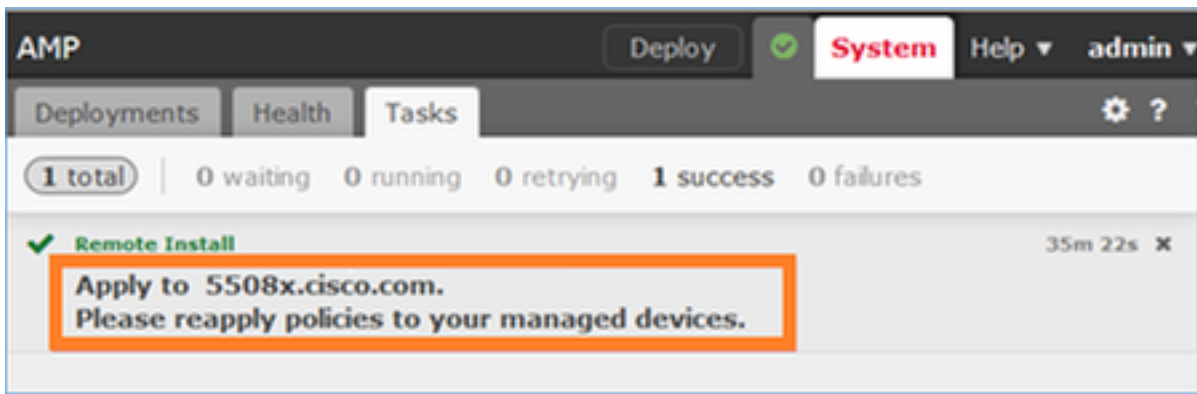 AMP Deploy System Help admin
Deployments Health Tasks ?
1 total 0 waiting 0 running 0 retrying 1 success 0 failures
Remote Install 35m 22s
Apply to 5508x.cisco.com.
Please reapply policies to your managed devices.